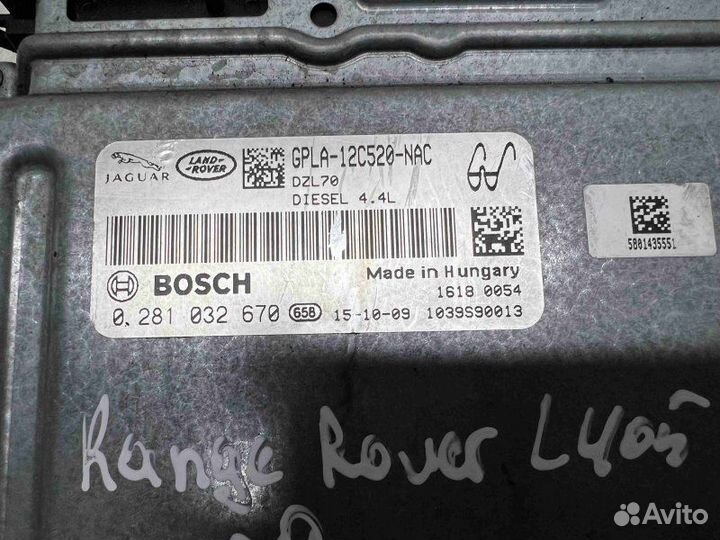 JAGUAR
LAND-
-ROVER
GPLA-12C520-NAC
DZL70
DIESEL 4.4L
5801435551
BOSCH
Made in Hungary
1618 0054
0 281 032 670 658 15-10-09 1039S90013
Range Rover L405
Avito